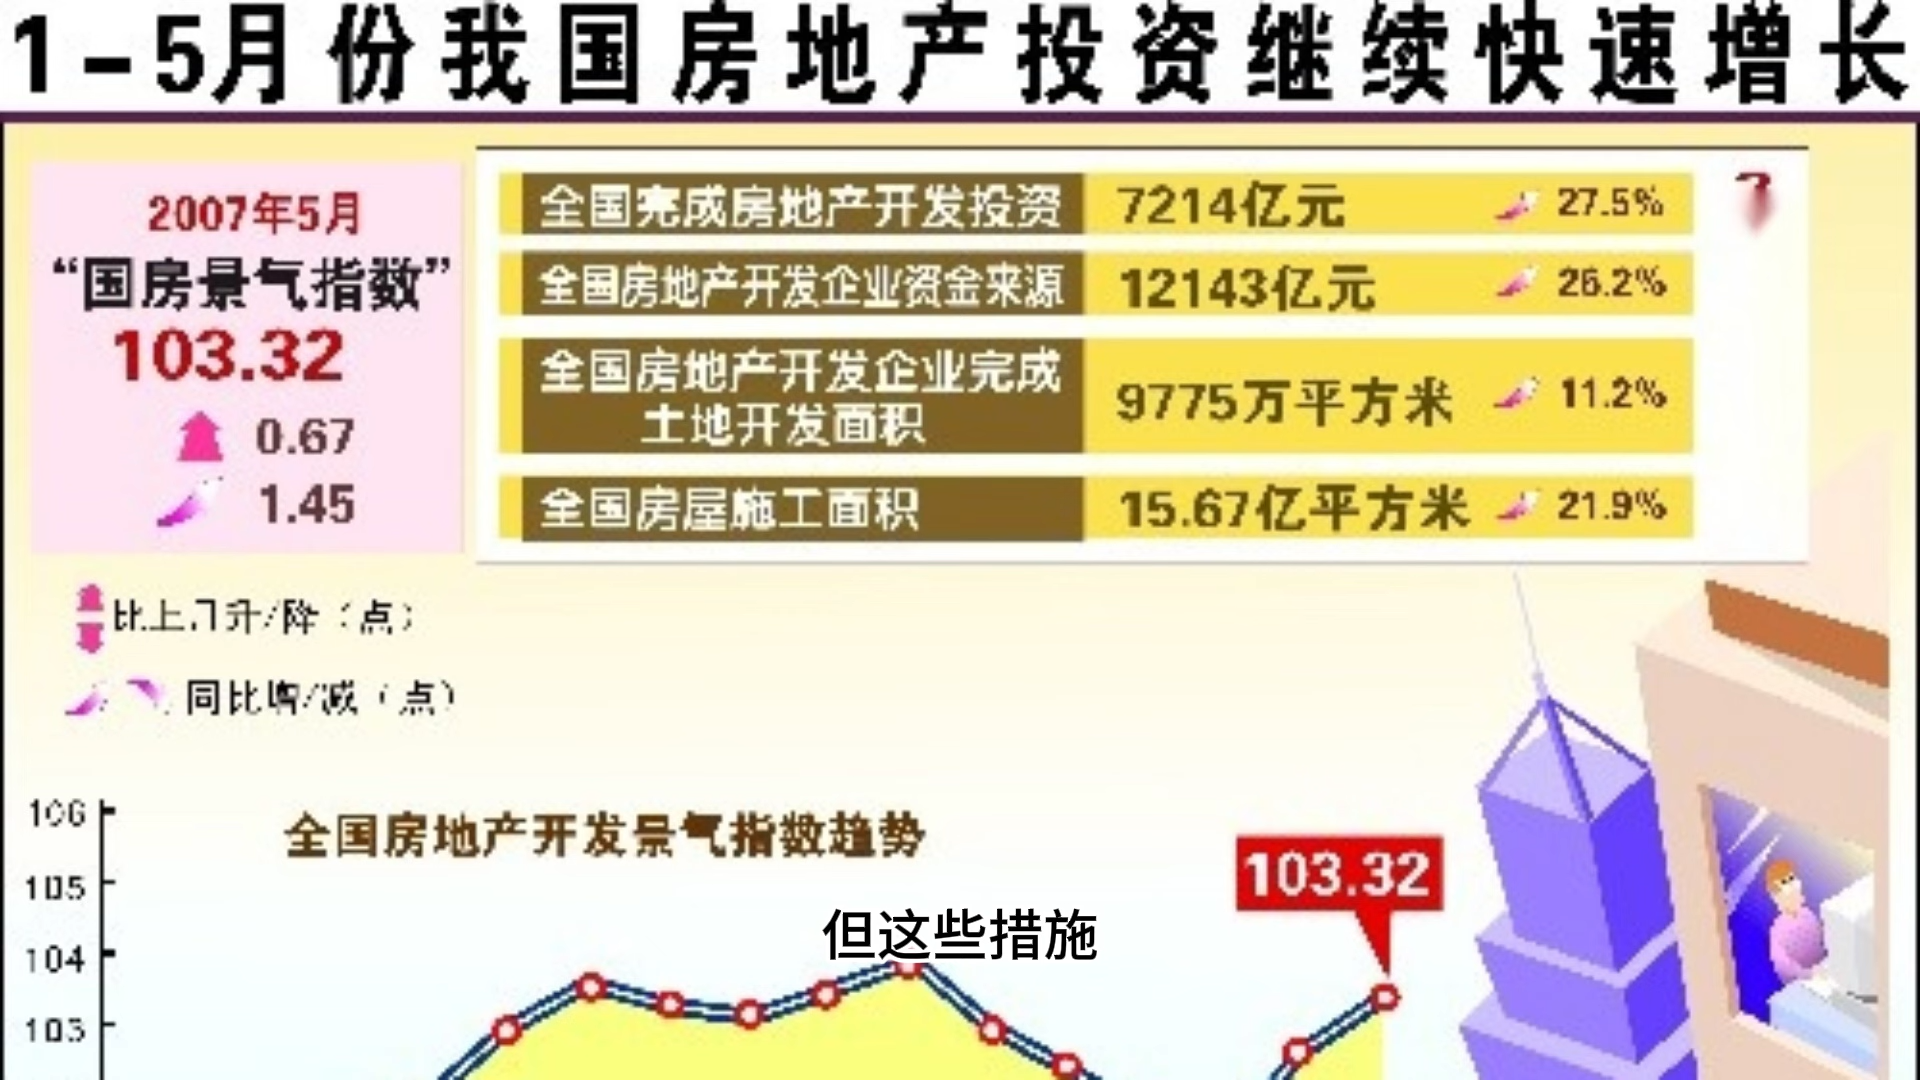 1-5月份我国房地产投资继续快速增长
2007年5月
“国房景气指数”
103.32
0.67
1.45
全国完成房地产开发投资 7214亿元 27.5%
全国房地产开发企业资金来源 12143亿元 26.2%
全国房地产开发企业完成
土地开发面积 9775万平方米 11.2%
全国房屋施工面积 15.67亿平方米 21.9%
比上月升/降（点）
同比增/减（点）
全国房地产开发景气指数趋势
106
105
104
103
103.32
但这些措施